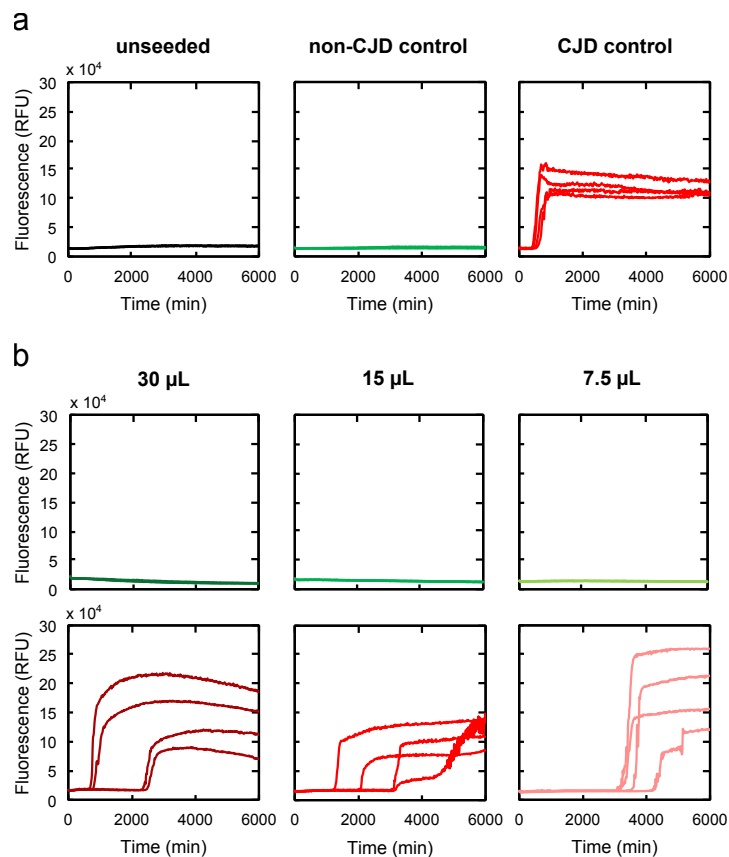 a
unseeded non-CJD control CJD control
x 10⁴
Fluorescence (RFU)
30
25
20
15
10
5
0
0 2000 4000 6000 0 2000 4000 6000 0 2000 4000 6000
Time (min) Time (min) Time (min)
b
30 µL 15 µL 7.5 µL
x 10⁴
Fluorescence (RFU)
30
25
20
15
10
5
0
x 10⁴
Fluorescence (RFU)
30
25
20
15
10
5
0
0 2000 4000 6000 0 2000 4000 6000 0 2000 4000 6000
Time (min) Time (min) Time (min)